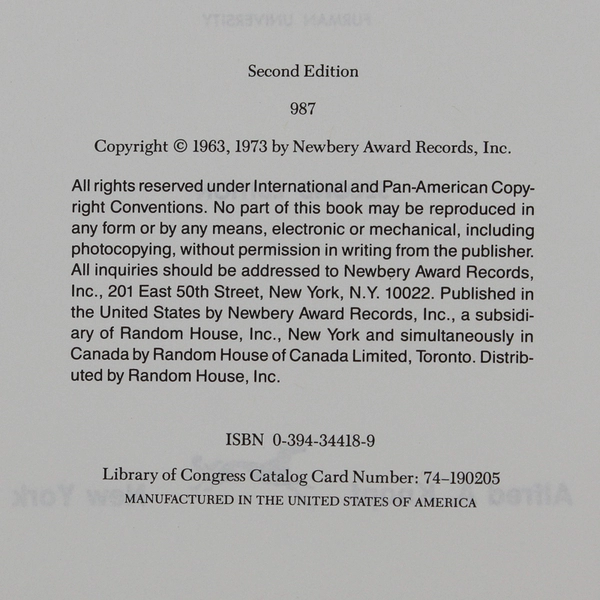 Second Edition
987
Copyright © 1963, 1973 by Newbery Award Records, Inc.
All rights reserved under International and Pan-American Copy-
right Conventions. No part of this book may be reproduced in
any form or by any means, electronic or mechanical, including
photocopying, without permission in writing from the publisher.
All inquiries should be addressed to Newbery Award Records,
Inc., 201 East 50th Street, New York, N.Y. 10022. Published in
the United States by Newbery Award Records, Inc., a subsidi-
ary of Random House, Inc., New York and simultaneously in
Canada by Random House of Canada Limited, Toronto. Distrib-
uted by Random House, Inc.
ISBN 0-394-34418-9
Library of Congress Catalog Card Number: 74-190205
MANUFACTURED IN THE UNITED STATES OF AMERICA